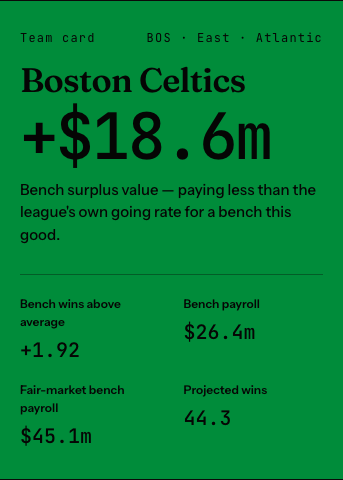 Team card BOS · East · Atlantic
Boston Celtics
+$18.6m
Bench surplus value — paying less than the
league's own going rate for a bench this
good.
Bench wins above
average
+1.92
Bench payroll
$26.4m
Fair-market bench
payroll
$45.1m
Projected wins
44.3